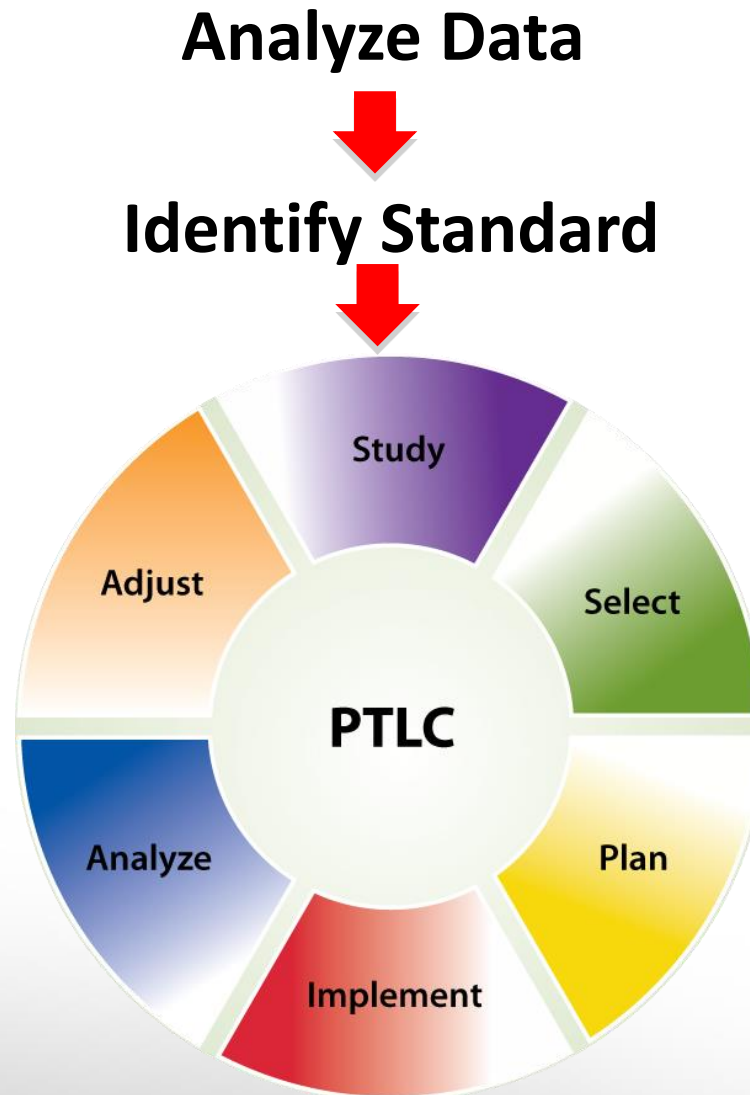 Analyze Data
Identify Standard
Study
Select
Plan
Implement
Analyze
Adjust
PTLC